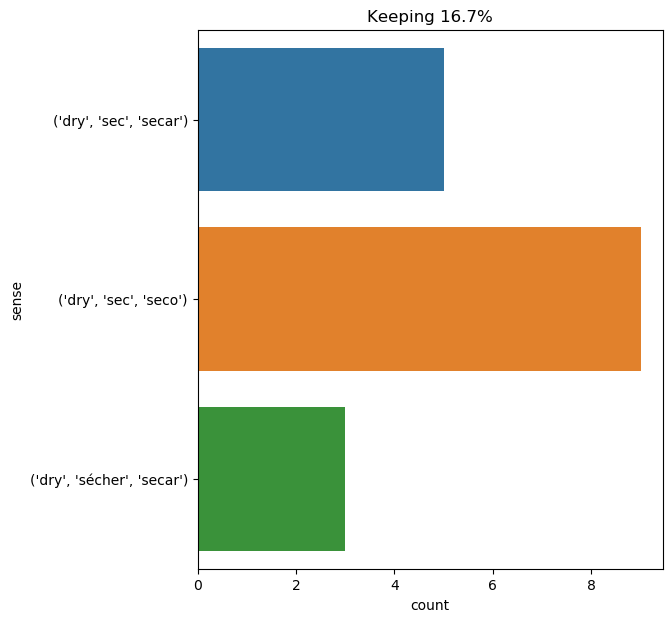 Keeping 16.7%
sense
('dry', 'sec', 'secar')
('dry', 'sec', 'seco')
('dry', 'sécher', 'secar')
0 2 4 6 8
count